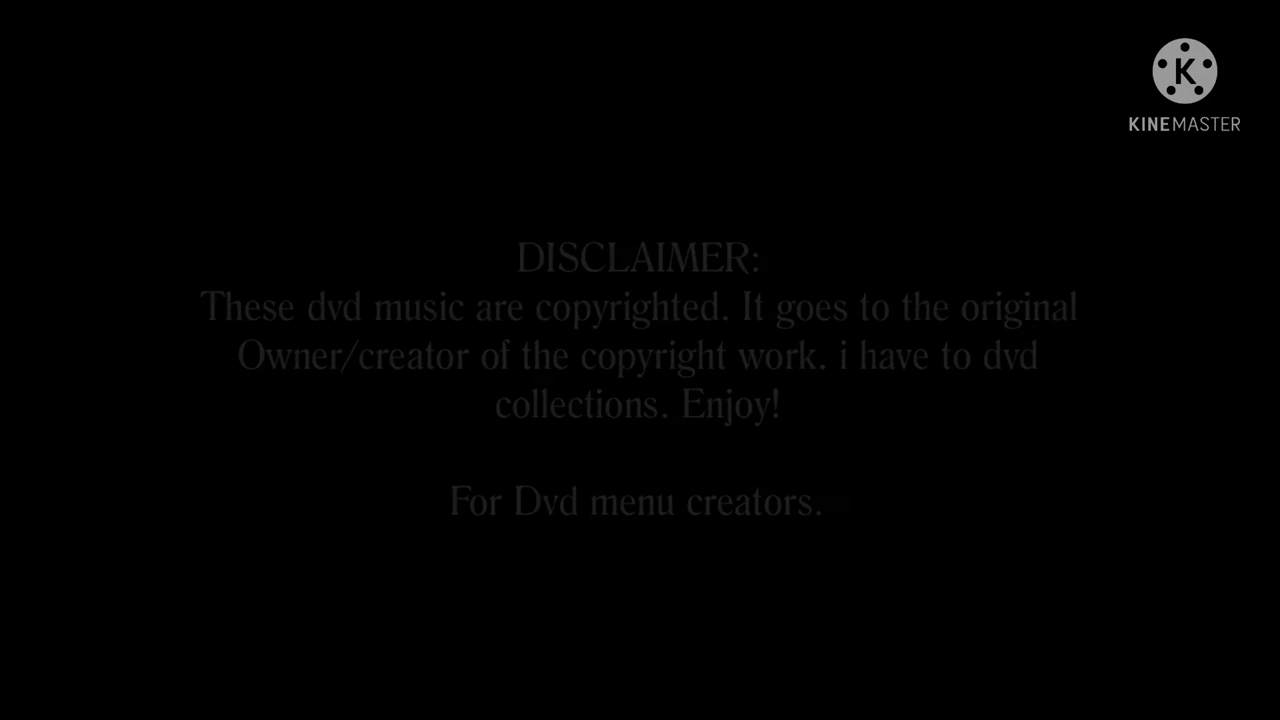 K
KINEMASTER
DISCLAIMER:
These dvd music are copyrighted. It goes to the original
Owner/creator of the copyright work. i have to dvd
collections. Enjoy!
For Dvd menu creators.